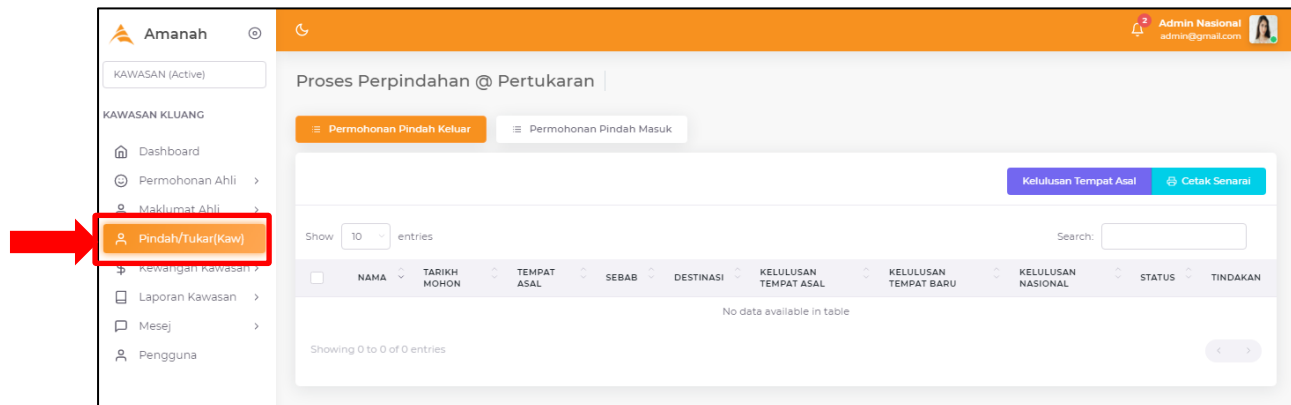 Amanah
KAWASAN (Active)
KAWASAN KLUANG
Dashboard
Permohonan Ahli
Maklumat Ahli
Pindah/Tukar(Kaw)
Kewangan Kawasan
Laporan Kawasan
Mesej
Pengguna
2
Admin Nasional
admin@gmail.com
Proses Perpindahan @ Pertukaran
Permohonan Pindah Keluar
Permohonan Pindah Masuk
Kelulusan Tempat Asal
Cetak Senarai
Show 10 entries
Search:
NAMA TARIKH MOHON TEMPAT ASAL SEBAB DESTINASI KELULUSAN TEMPAT ASAL KELULUSAN TEMPAT BARU KELULUSAN NASIONAL STATUS TINDAKAN
No data available in table
Showing 0 to 0 of 0 entries